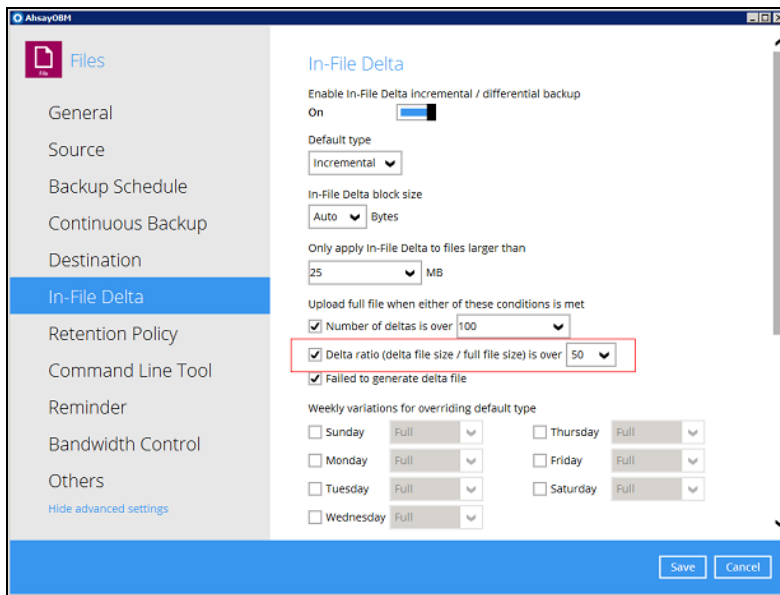 AhsayOBM
File
Files
General
Source
Backup Schedule
Continuous Backup
Destination
In-File Delta
Retention Policy
Command Line Tool
Reminder
Bandwidth Control
Others
Hide advanced settings
In-File Delta
Enable In-File Delta incremental / differential backup
On
Default type
Incremental
In-File Delta block size
Auto Bytes
Only apply In-File Delta to files larger than
25 MB
Upload full file when either of these conditions is met
Number of deltas is over 100
Delta ratio (delta file size / full file size) is over 50
Failed to generate delta file
Weekly variations for overriding default type
Sunday Full Thursday Full
Monday Full Friday Full
Tuesday Full Saturday Full
Wednesday Full
Save Cancel